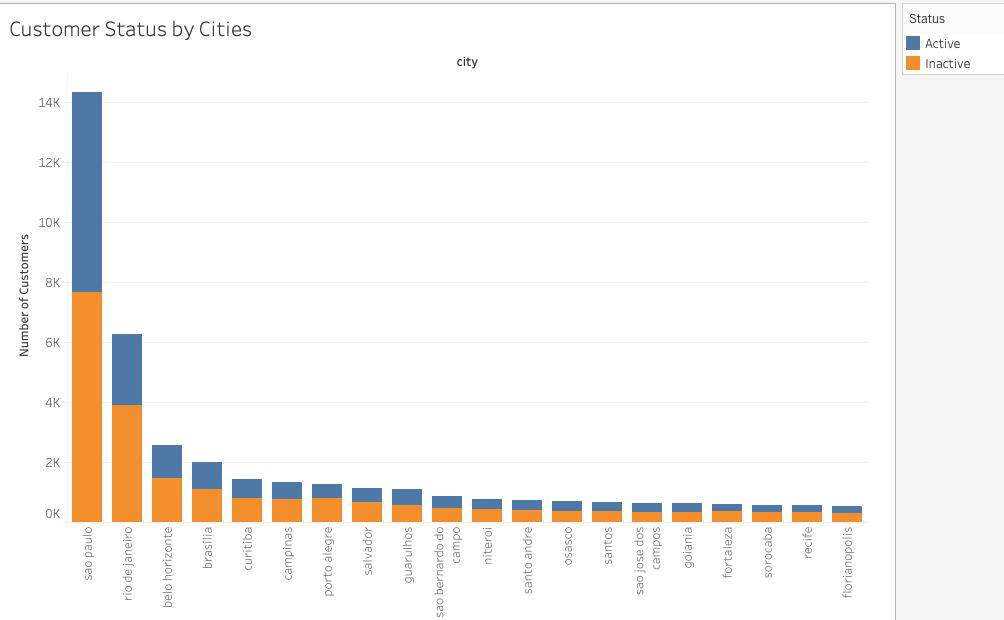 Customer Status by Cities
city
Number of Customers
14K
12K
10K
8K
6K
4K
2K
0K
sao paulo
rio de janeiro
belo horizonte
brasilia
curitiba
campinas
porto alegre
salvador
guarulhos
sao bernardo do
campo
niteroi
santo andre
osasco
santos
sao jose dos
campos
goiania
fortaleza
sorocaba
recife
florianopolis
Status
Active
Inactive